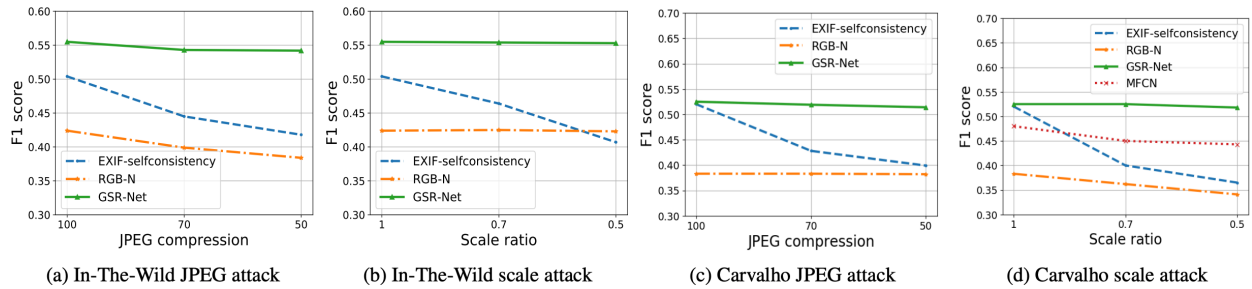 0.60
0.55
0.50
0.45
0.40
0.35
0.30
F1 score
EXIF-selfconsistency
RGB-N
GSR-Net
100 70 50
JPEG compression
(a) In-The-Wild JPEG attack
0.60
0.55
0.50
0.45
0.40
0.35
0.30
F1 score
EXIF-selfconsistency
RGB-N
GSR-Net
1 0.7 0.5
Scale ratio
(b) In-The-Wild scale attack
0.70
0.65
0.60
0.55
0.50
0.45
0.40
0.35
0.30
F1 score
EXIF-selfconsistency
RGB-N
GSR-Net
100 70 50
JPEG compression
(c) Carvalho JPEG attack
0.70
0.65
0.60
0.55
0.50
0.45
0.40
0.35
0.30
F1 score
EXIF-selfconsistency
RGB-N
GSR-Net
MFCN
1 0.7 0.5
Scale ratio
(d) Carvalho scale attack